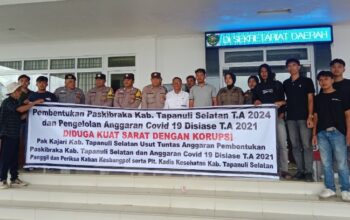 DI SEKRETARIAT DAERAH
Pembentukan Paskibraka Kab. Tapanuli Selatan T.A 2024
dan Pengelolan Anggaran Covid 19 Disiase T.A 2021
DIDUGA KUAT SARAT DENGAN KORUPSI
Pak Kajari Kab. Tapanuli Selatan Usut Tuntas Anggaran Pembentukan
Paskibraka Kab. Tapanuli Selatan dan Anggaran Covid 19 Disiase T.A 2021
Panggil dan Periksa Kaban Kesbangpol serta Plt. Kadis Kesehatan Kab. Tapanuli Selatan